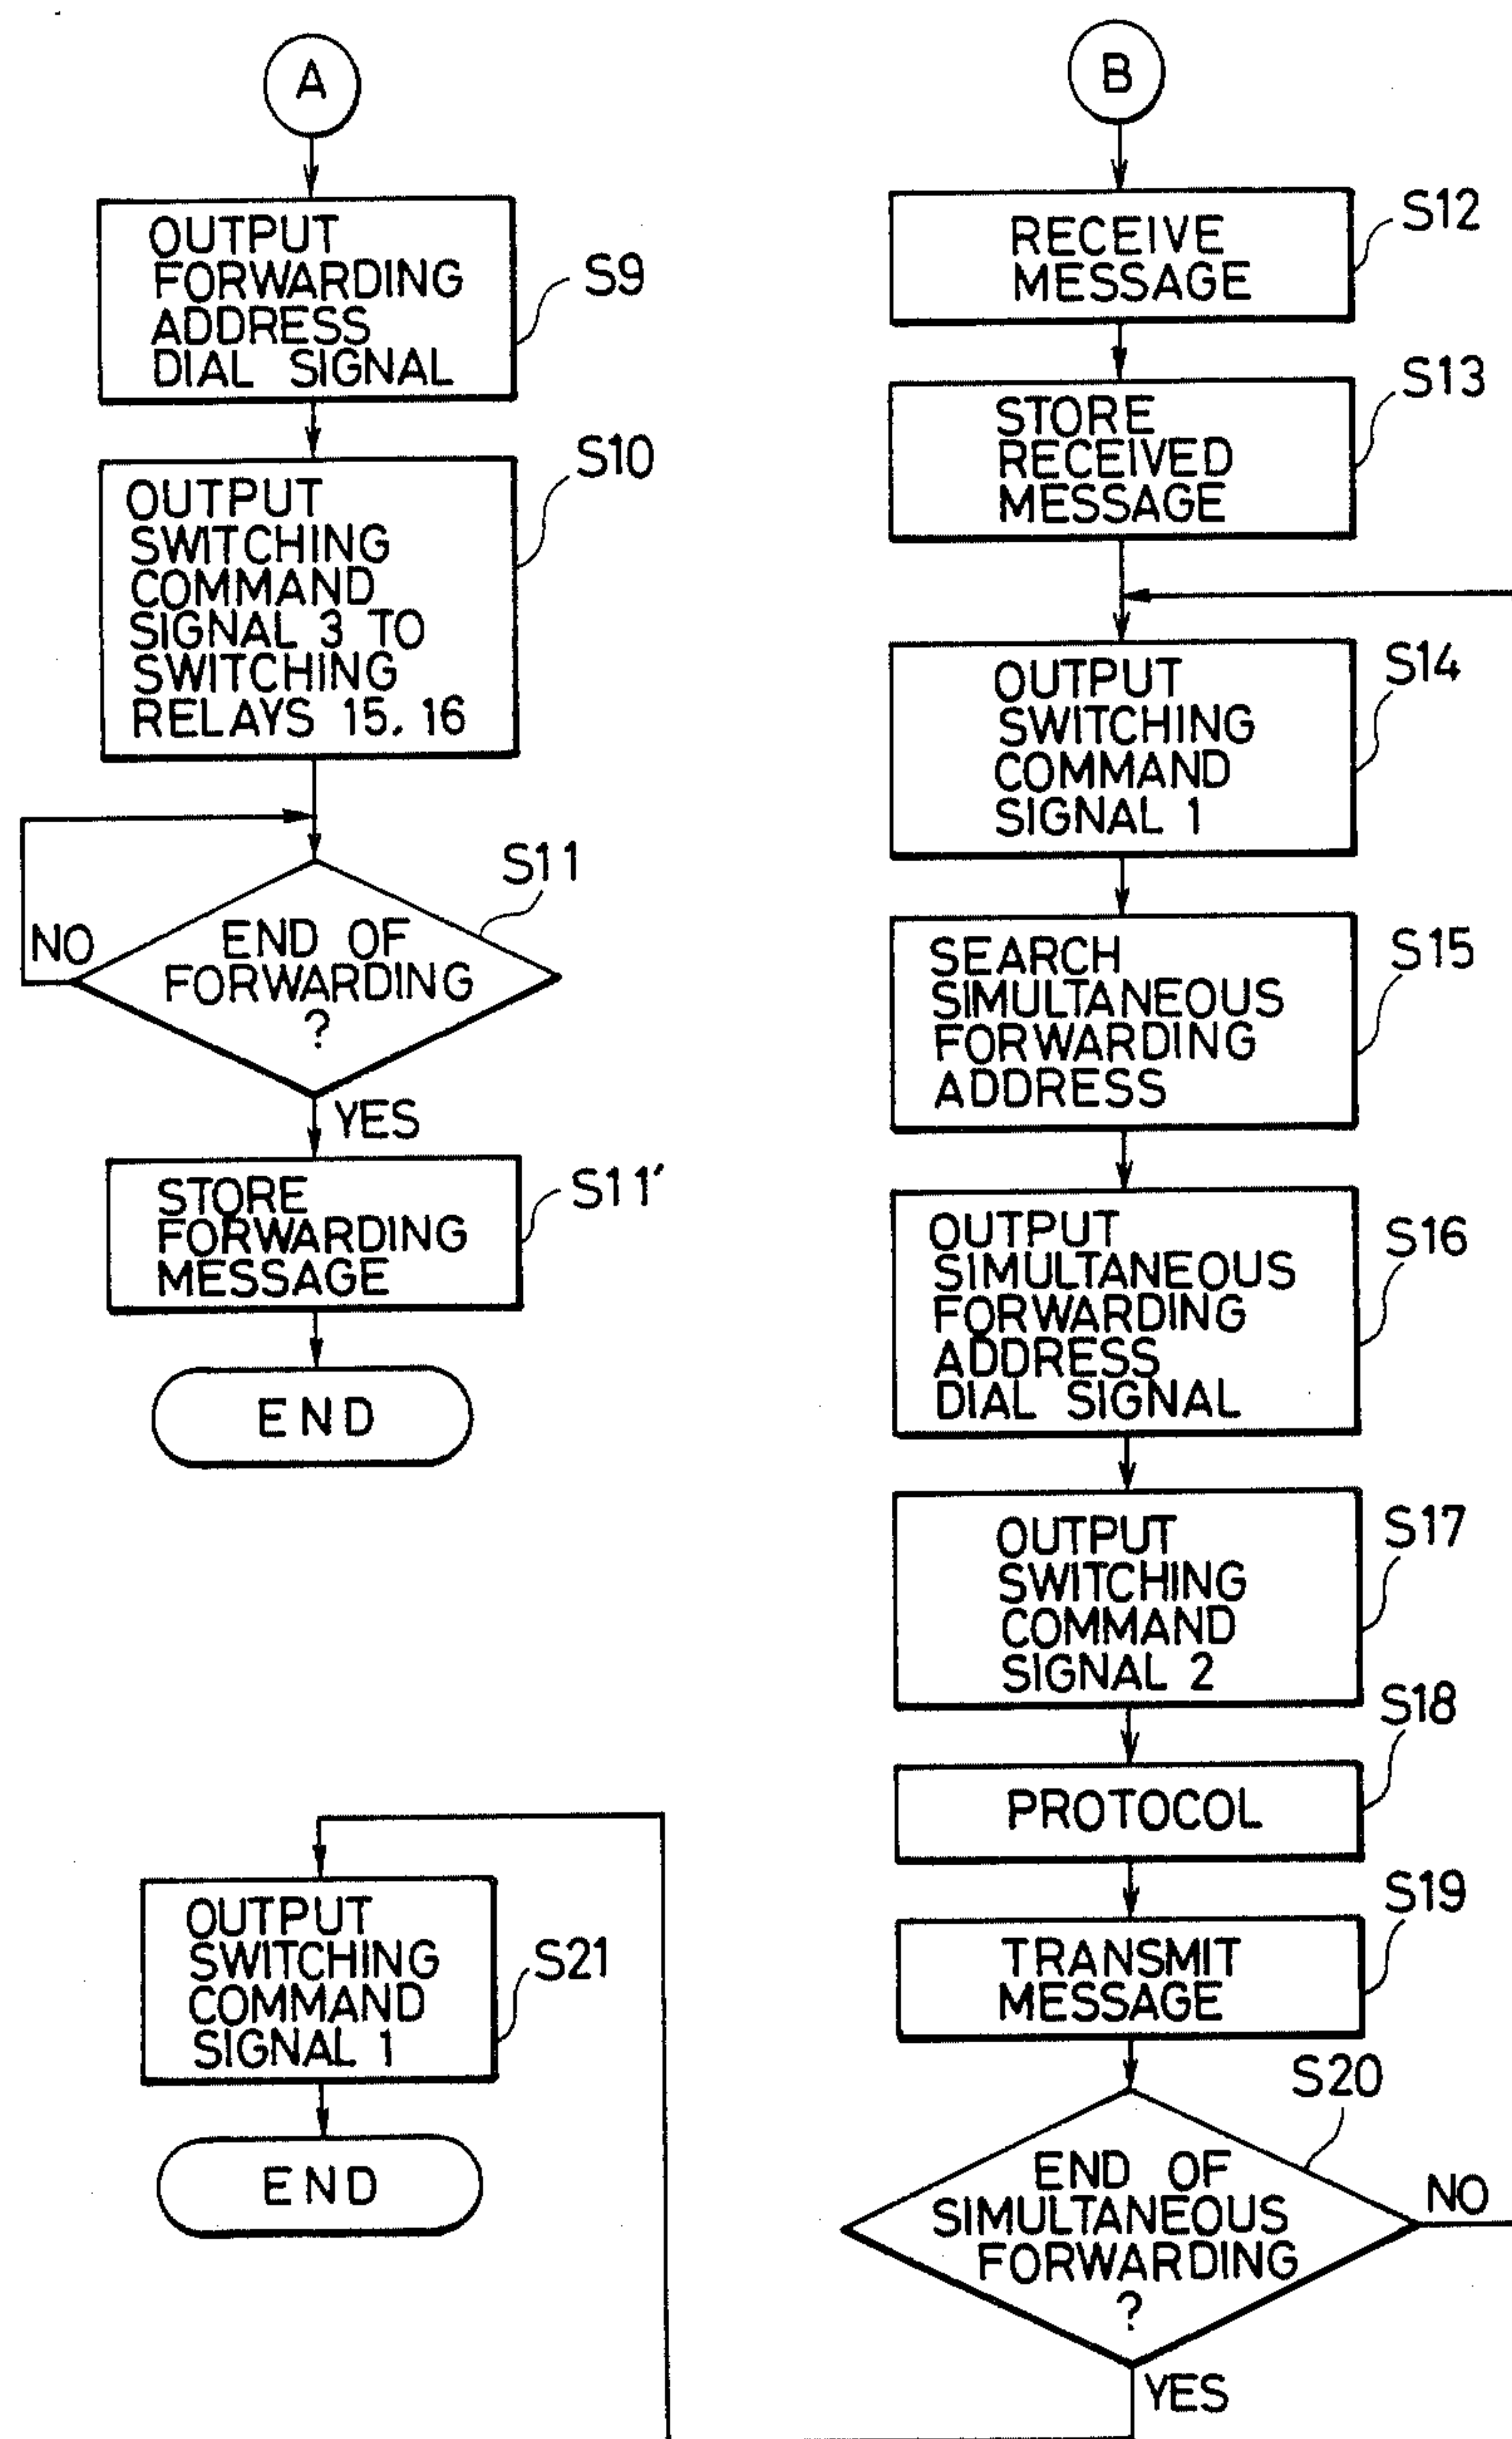 A
OUTPUT
FORWARDING
ADDRESS
DIAL SIGNAL
S9
OUTPUT
SWITCHING
COMMAND
SIGNAL 3 TO
SWITCHING
RELAYS 15, 16
S10
S11
NO
END OF
FORWARDING
?
YES
STORE
FORWARDING
MESSAGE
S11'
END
B
RECEIVE
MESSAGE
S12
STORE
RECEIVED
MESSAGE
S13
OUTPUT
SWITCHING
COMMAND
SIGNAL 1
S14
SEARCH
SIMULTANEOUS
FORWARDING
ADDRESS
S15
OUTPUT
SIMULTANEOUS
FORWARDING
ADDRESS
DIAL SIGNAL
S16
OUTPUT
SWITCHING
COMMAND
SIGNAL 2
S17
PROTOCOL
S18
TRANSMIT
MESSAGE
S19
S20
END OF
SIMULTANEOUS
FORWARDING
?
NO
YES
OUTPUT
SWITCHING
COMMAND
SIGNAL 1
S21
END